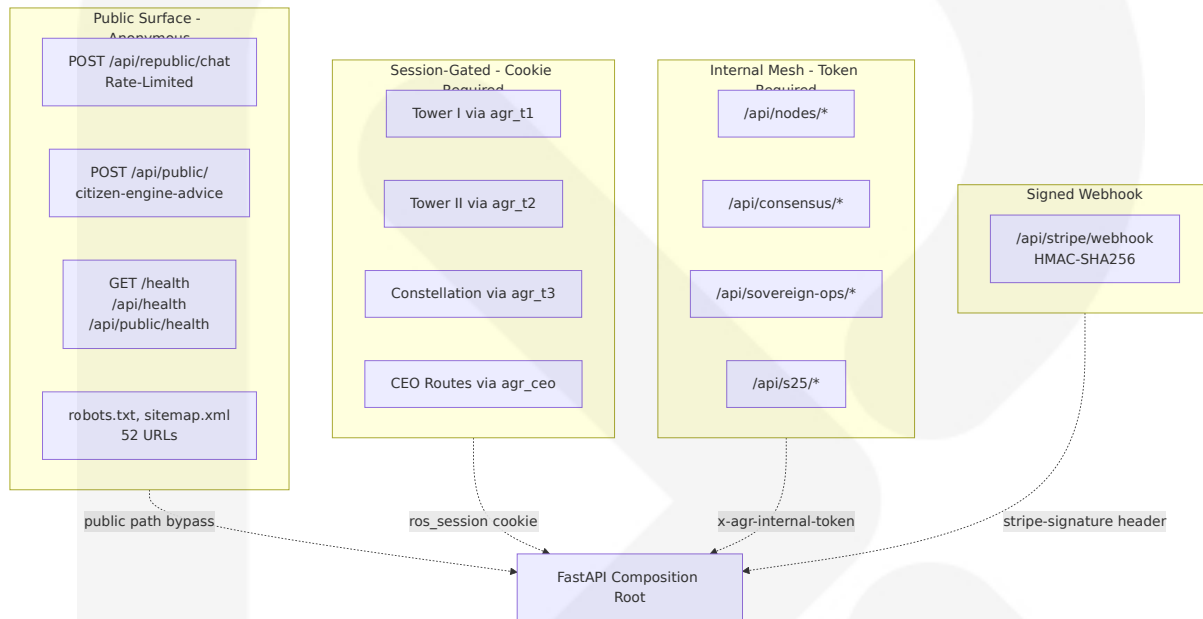 Public Surface -
Anonymous
POST /api/republic/chat
Rate-Limited
POST /api/public/
citizen-engine-advice
GET /health
/api/health
/api/public/health
robots.txt, sitemap.xml
52 URLs
Session-Gated - Cookie
Required
Tower I via agr_t1
Tower II via agr_t2
Constellation via agr_t3
CEO Routes via agr_ceo
Internal Mesh - Token
Required
/api/nodes/*
/api/consensus/*
/api/sovereign-ops/*
/api/s25/*
Signed Webhook
/api/stripe/webhook
HMAC-SHA256
public path bypass
ros_session cookie
x-agr-internal-token
stripe-signature header
FastAPI Composition
Root